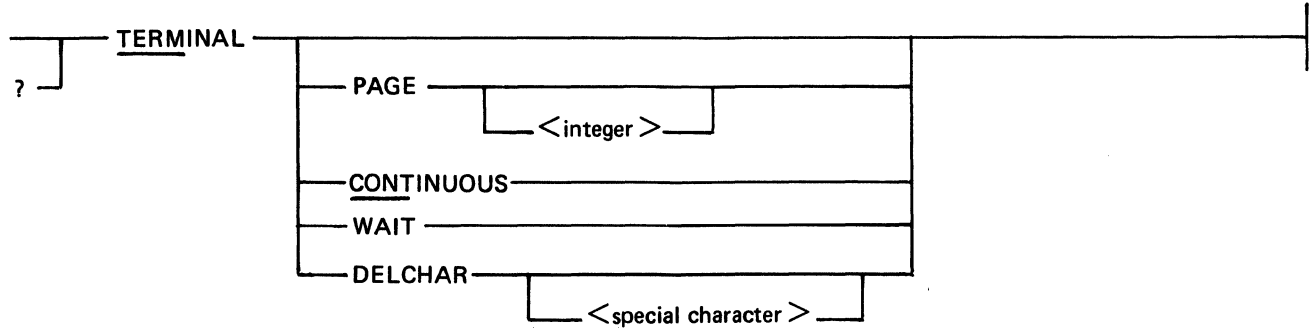 TERMINAL
?
PAGE
<integer>
CONTINUOUS
WAIT
DELCHAR
<special character>